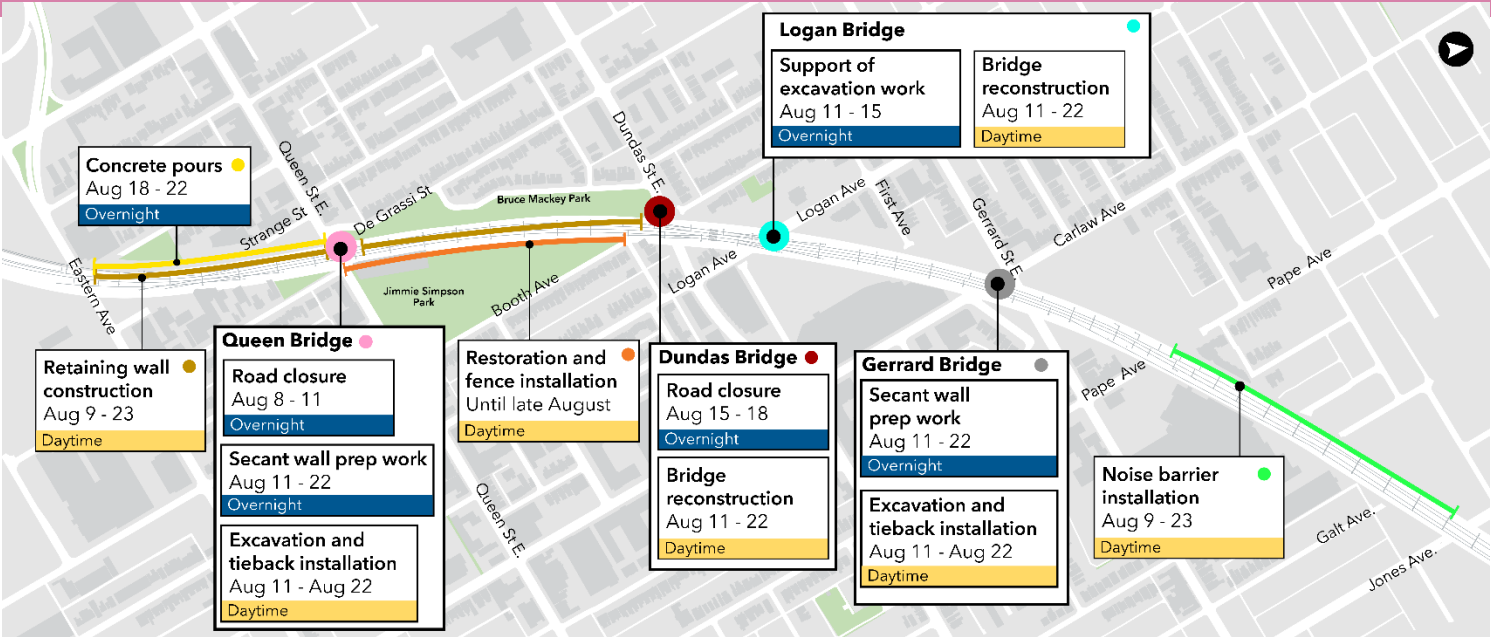 Logan Bridge
Support of
excavation work
Aug 11 - 15
Overnight
Bridge
reconstruction
Aug 11 - 22
Daytime
Concrete pours
Aug 18 - 22
Overnight
Queen St E.
Strange St
De Grassi St
Bruce Mackey Park
Dundas St E.
Logan Ave
First Ave
Gerrard St E.
Carlaw Ave
Pape Ave
Eastern Ave
Jimmie Simpson
Park
Booth Ave
Logan Ave
Pape Ave
Queen St E.
Galt Ave.
Jones Ave.
Retaining wall
construction
Aug 9 - 23
Daytime
Queen Bridge
Road closure
Aug 8 - 11
Overnight
Secant wall prep work
Aug 11 - 22
Overnight
Excavation and
tieback installation
Aug 11 - Aug 22
Daytime
Restoration and
fence installation
Until late August
Daytime
Dundas Bridge
Road closure
Aug 15 - 18
Overnight
Bridge
reconstruction
Aug 11 - 22
Daytime
Gerrard Bridge
Secant wall
prep work
Aug 11 - 22
Overnight
Excavation and
tieback installation
Aug 11 - Aug 22
Daytime
Noise barrier
installation
Aug 9 - 23
Daytime